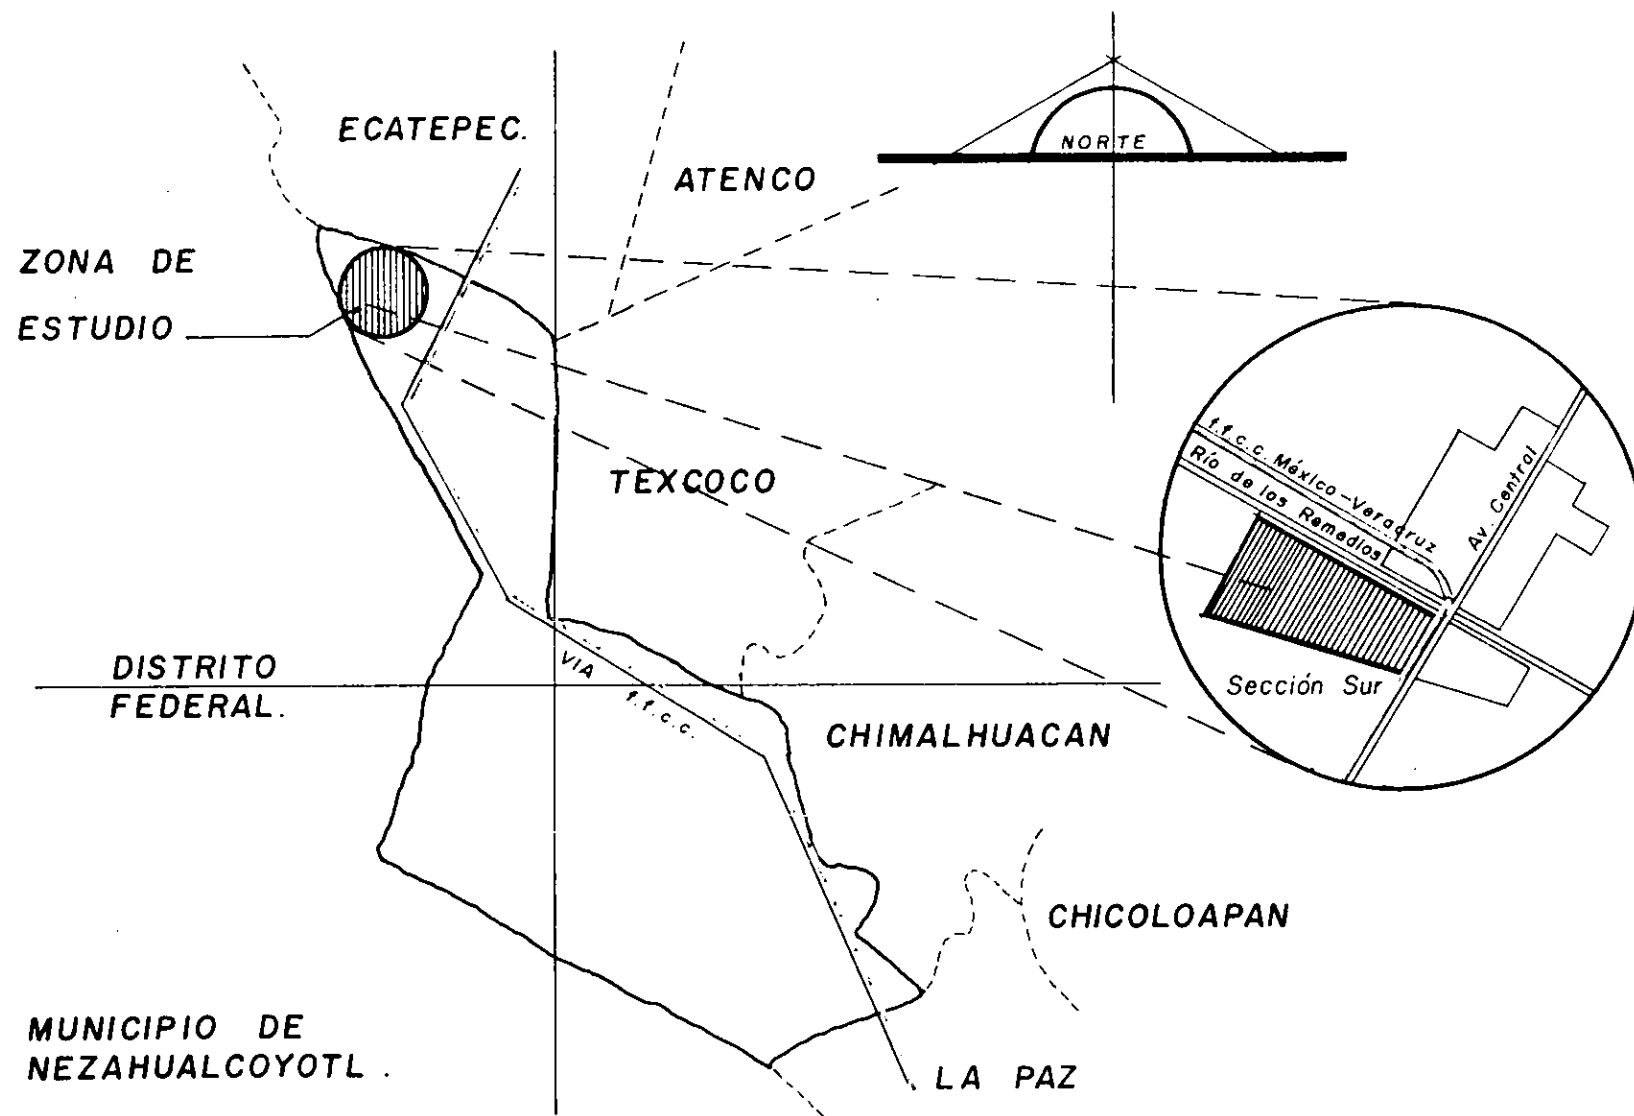 ECATEPEC.
NORTE
ATENCO
ZONA DE
ESTUDIO
f.f.c.c. México-Veracruz
Río de los Remedios
Av. Central
TEXCOCO
Sección Sur
DISTRITO
FEDERAL.
VIA
f.f.c.c.
CHIMALHUACAN
CHICOLOAPAN
MUNICIPIO DE
NEZAHUALCOYOTL.
LA PAZ